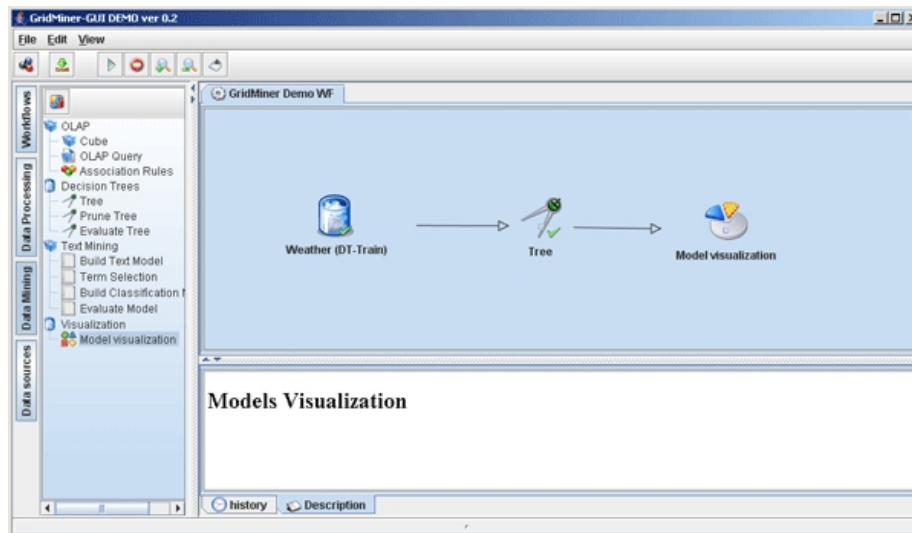 GridMiner-GUI DEMO ver 0.2
File Edit View
GridMiner Demo WF
Workflows
Data Processing
Data Mining
Data sources
OLAP
Cube
OLAP Query
Association Rules
Decision Trees
Tree
Prune Tree
Evaluate Tree
Text Mining
Build Text Model
Term Selection
Build Classification
Evaluate Model
Visualization
Model visualization
Weather (DT-Train)
Tree
Model visualization
Models Visualization
history
Description